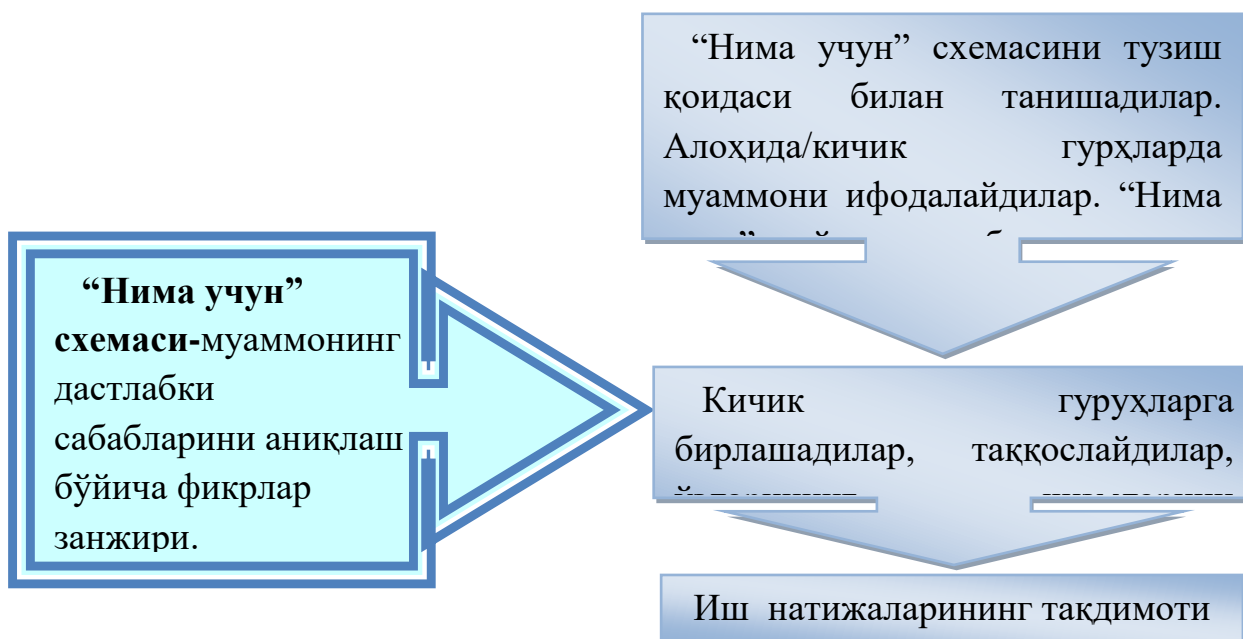 “Нима учун”
схемаси-муаммонинг
дастлабки
сабабларини аниқлаш
бўйича фикрлар
занжири.
“Нима учун” схемасини тузиш
қоидаси билан танишадилар.
Алоҳида/кичик гурҳларда
муаммони ифодалайдилар. “Нима
Кичик гуруҳларга
бирлашадилар, таққослайдилар,
Иш натижаларининг тақдимоти